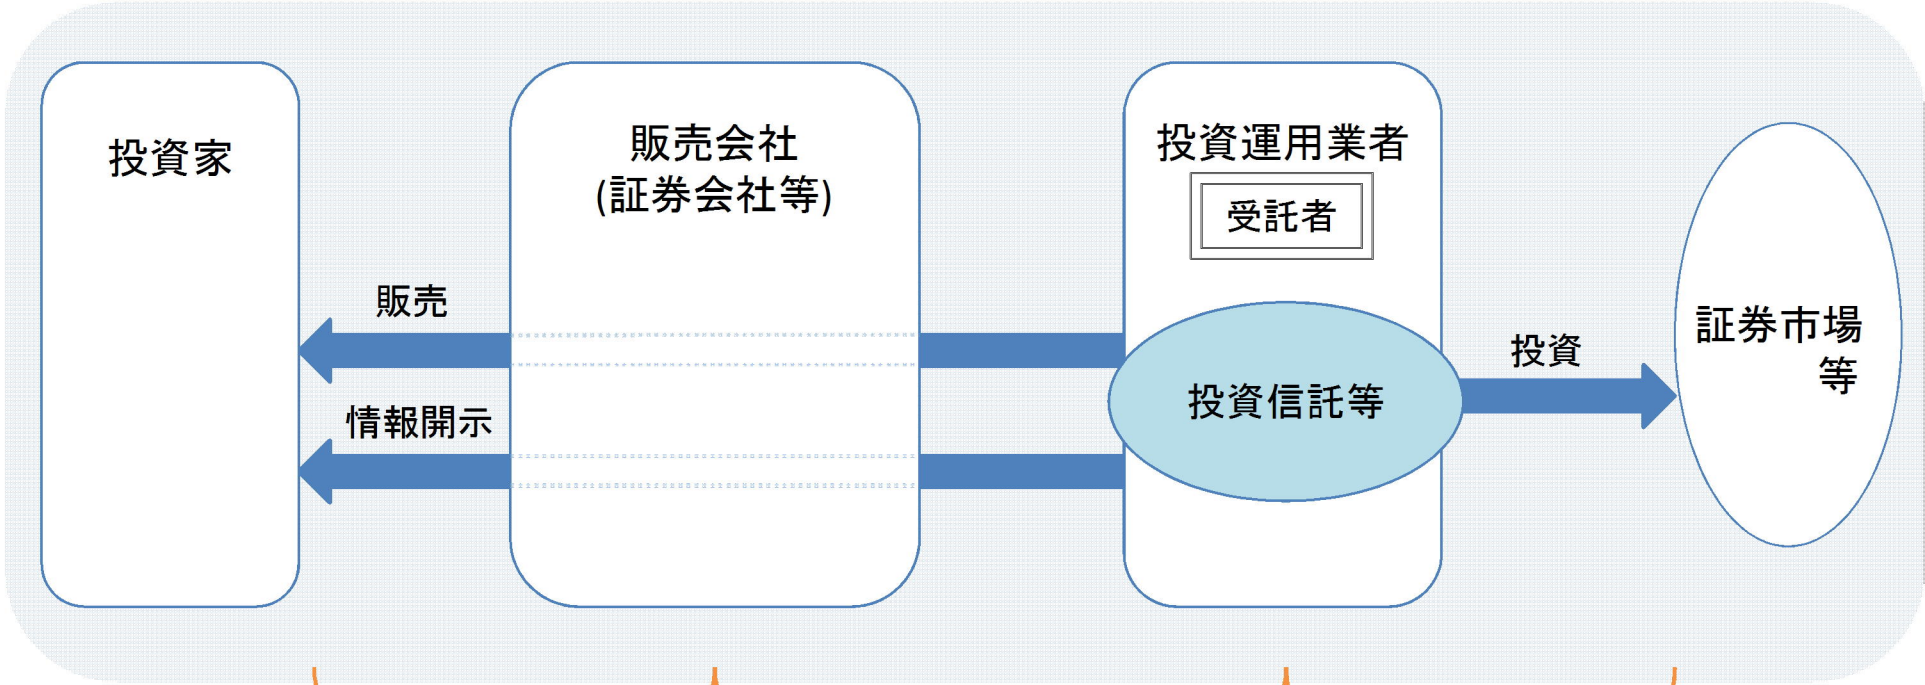 投資家
販売会社
(証券会社等)
投資運用業者
受託者
販売
情報開示
投資信託等
投資
証券市場
等